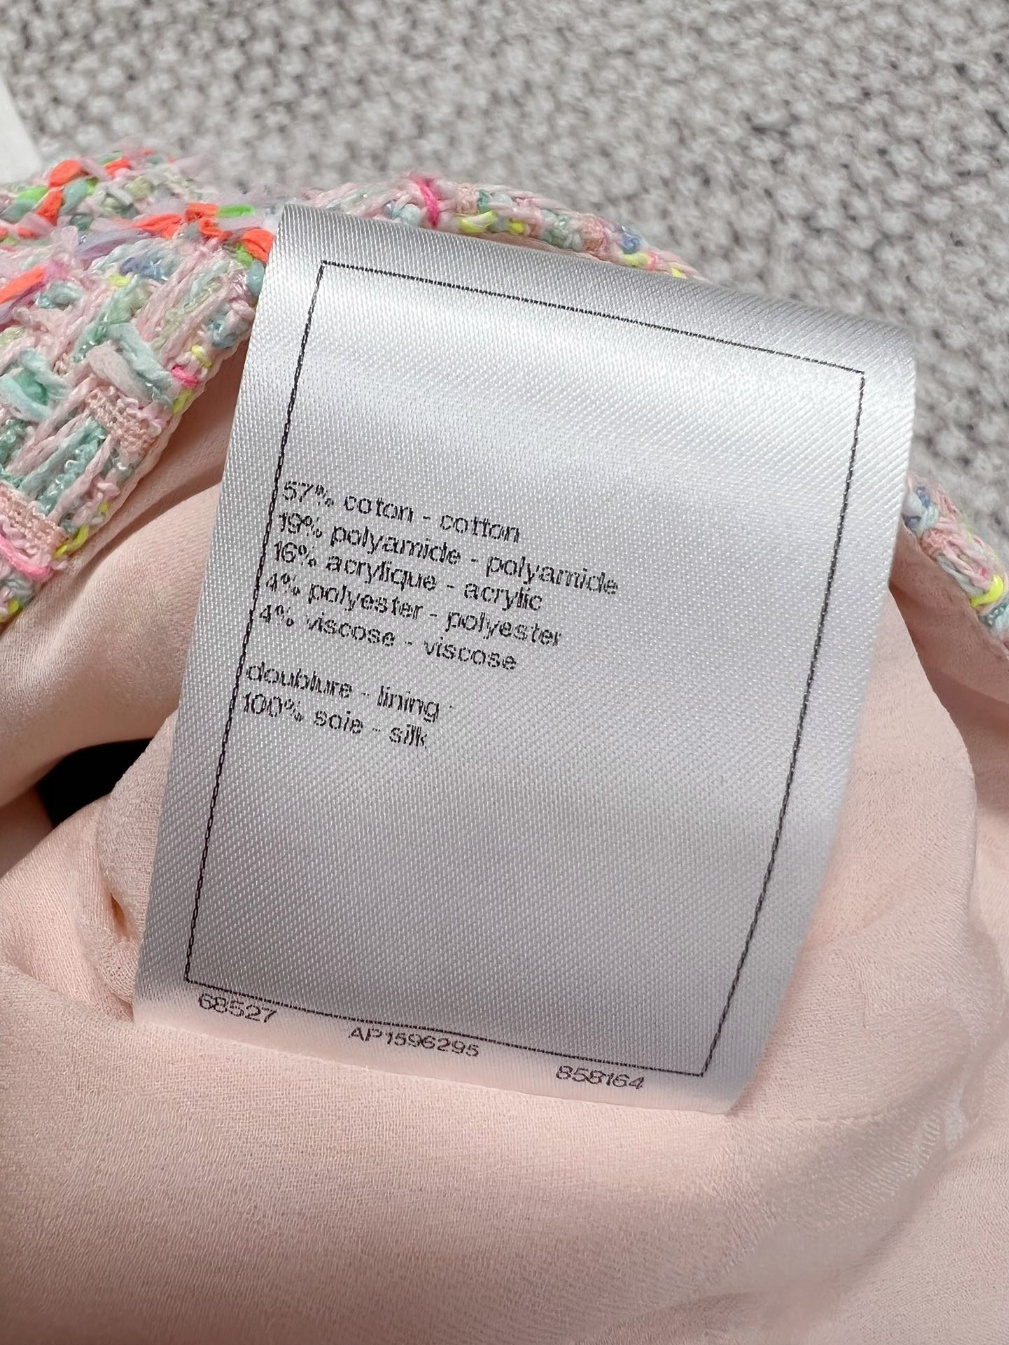 57% coton - cotton
19% polyamide - polyamide
16% acrylique - acrylic
4% polyester - polyester
4% viscose - viscose
doublure - lining :
100% soie - silk
68527
AP1596295
858164